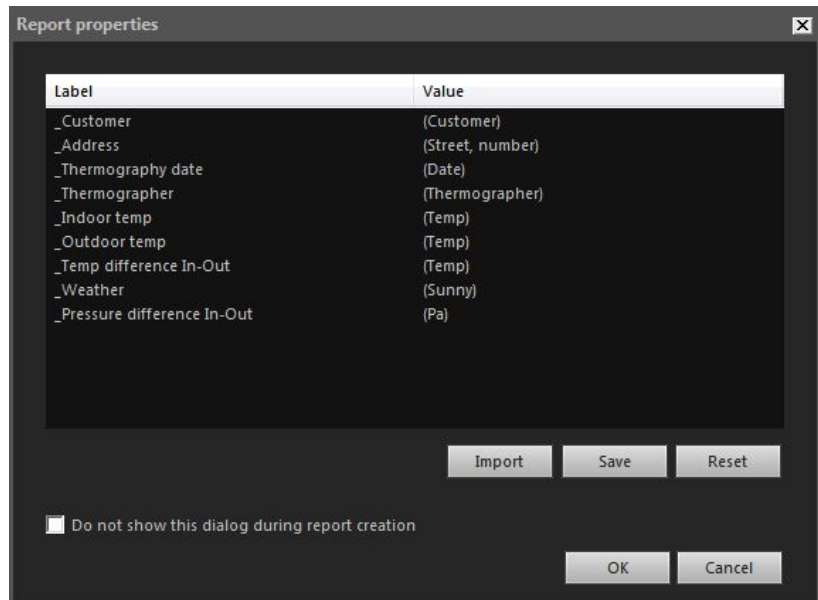 Report properties
Label Value
_Customer (Customer)
_Address (Street, number)
_Thermography date (Date)
_Thermographer (Thermographer)
_Indoor temp (Temp)
_Outdoor temp (Temp)
_Temp difference In-Out (Temp)
_Weather (Sunny)
_Pressure difference In-Out (Pa)
Import Save Reset
Do not show this dialog during report creation
OK Cancel